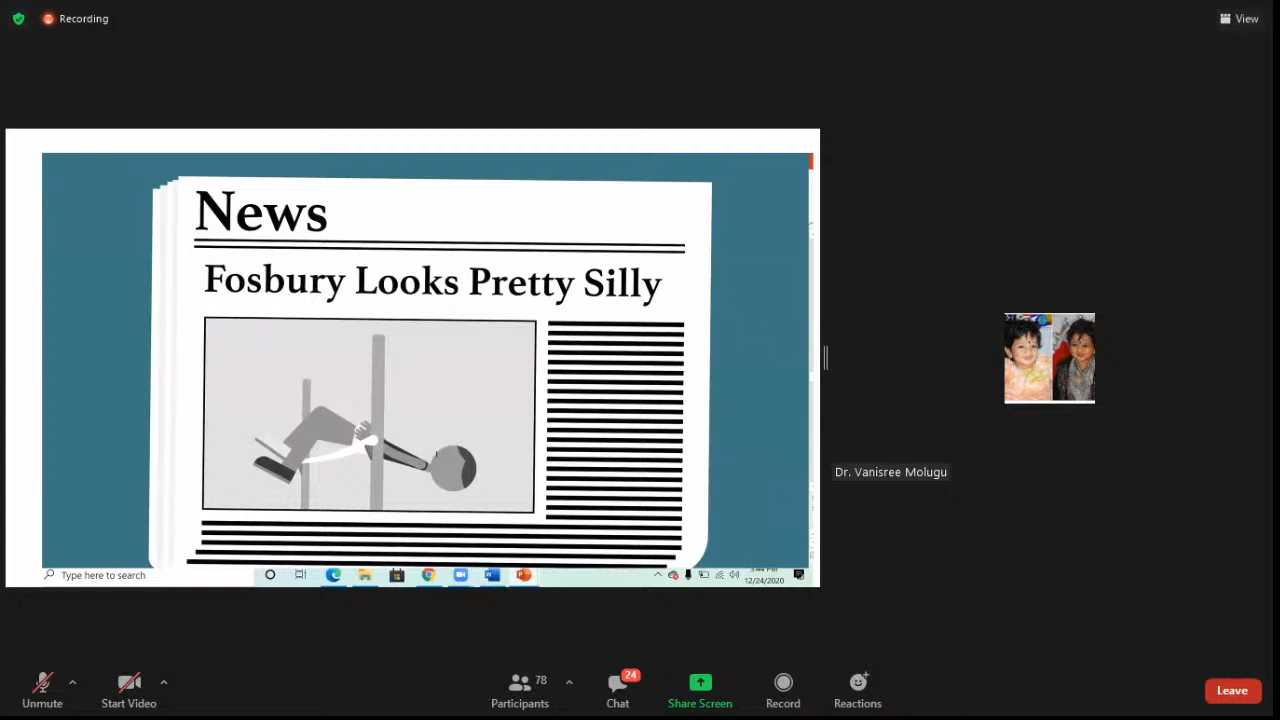 Recording
View
News
Fosbury Looks Pretty Silly
Dr. Vanisree Molugu
Type here to search
12/24/2020
Unmute
Start Video
78
Participants
24
Chat
Share Screen
Record
Reactions
Leave